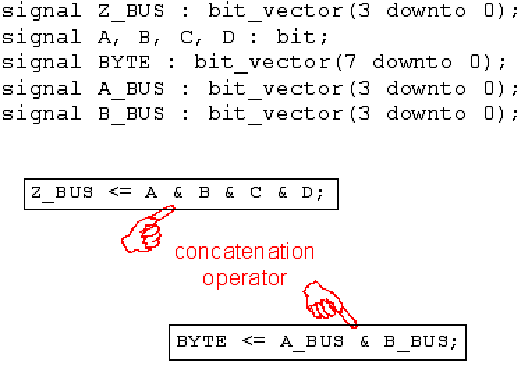 signal Z_BUS : bit_vector(3 downto 0);
signal A, B, C, D : bit;
signal BYTE : bit_vector(7 downto 0);
signal A_BUS : bit_vector(3 downto 0);
signal B_BUS : bit_vector(3 downto 0);
Z_BUS <= A & B & C & D;
concatenation
operator
BYTE <= A_BUS & B_BUS;